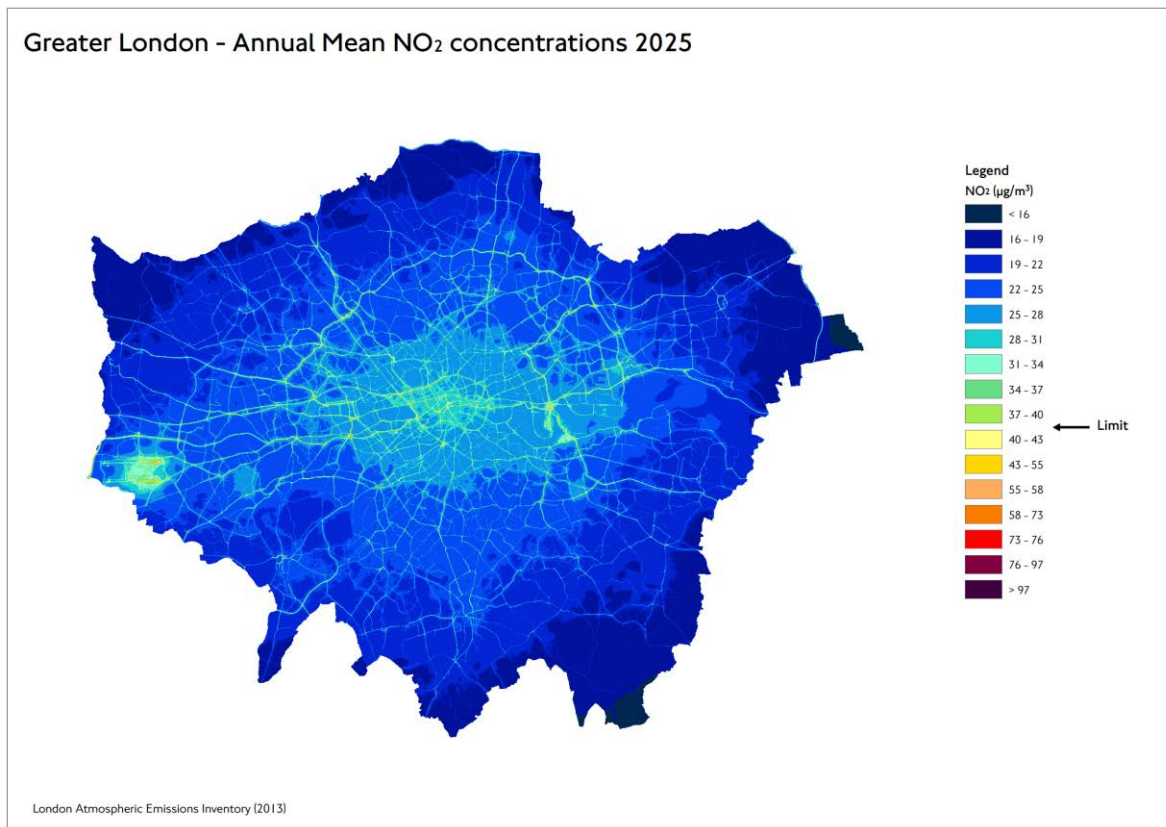 Greater London - Annual Mean NO₂ concentrations 2025
Legend
NO₂ (µg/m³)
< 16
16 - 19
19 - 22
22 - 25
25 - 28
28 - 31
31 - 34
34 - 37
37 - 40
Limit
40 - 43
43 - 55
55 - 58
58 - 73
73 - 76
76 - 97
> 97
London Atmospheric Emissions Inventory (2013)